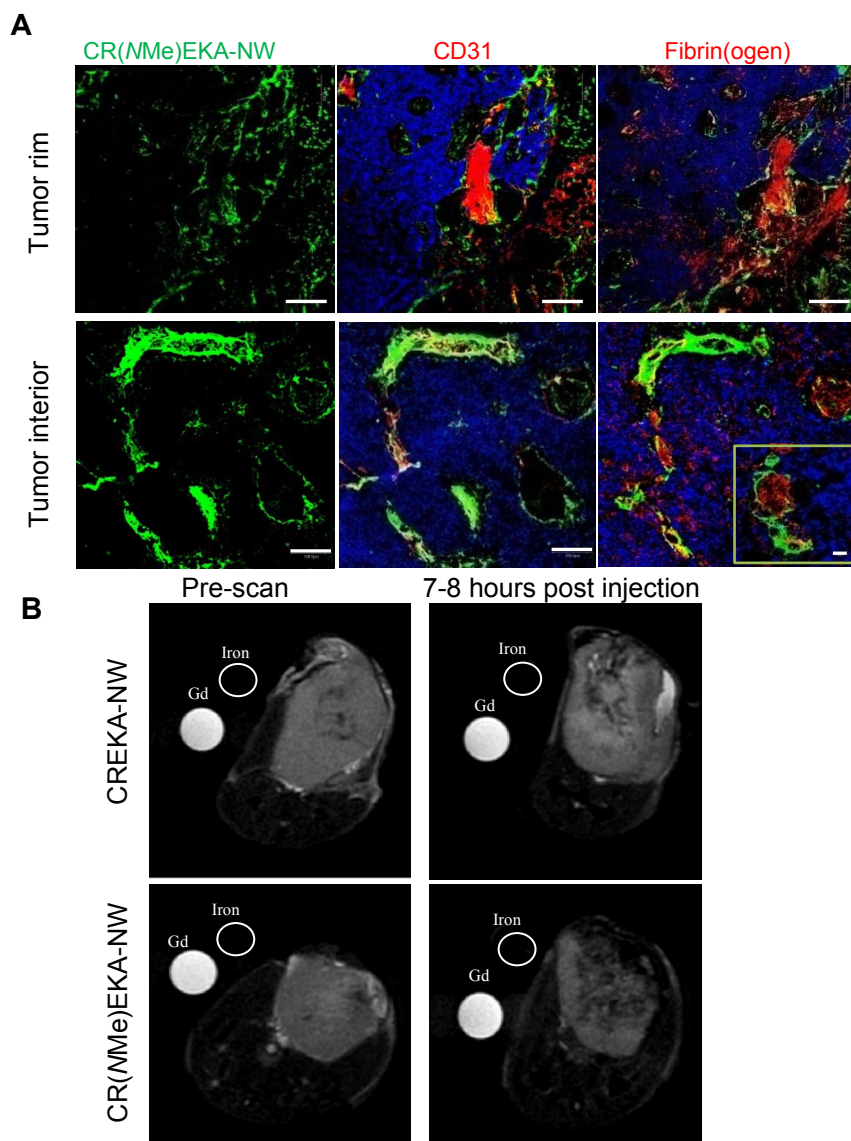 A
CR(NMe)EKA-NW
CD31
Fibrin(ogen)
Tumor rim
Tumor interior
Pre-scan
7-8 hours post injection
B
CREKA-NW
Iron
Gd
Iron
Gd
CR(NMe)EKA-NW
Iron
Gd
Iron
Gd